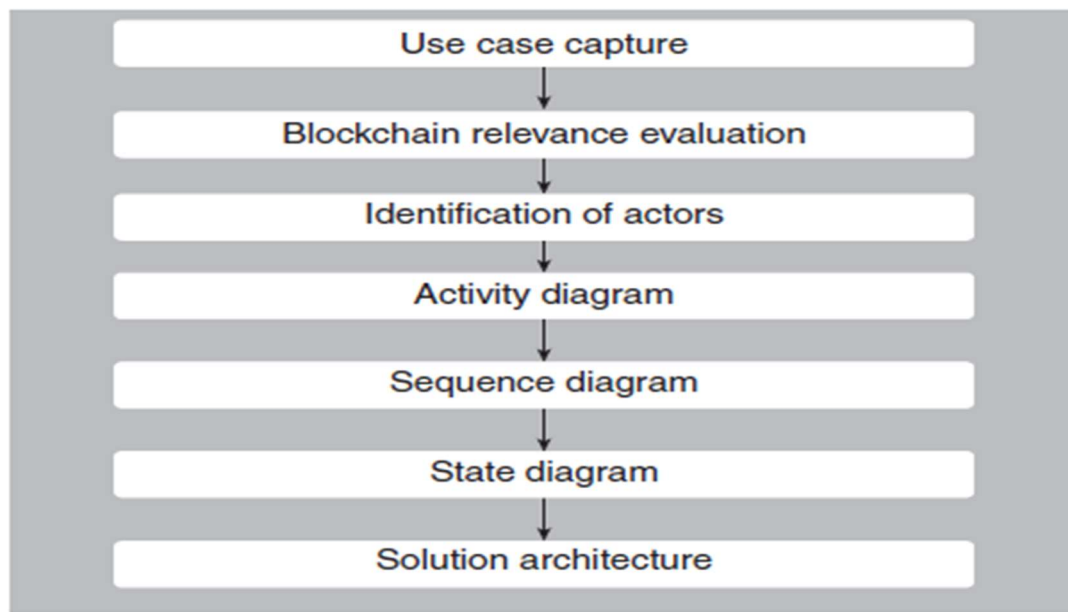 Use case capture
Blockchain relevance evaluation
Identification of actors
Activity diagram
Sequence diagram
State diagram
Solution architecture